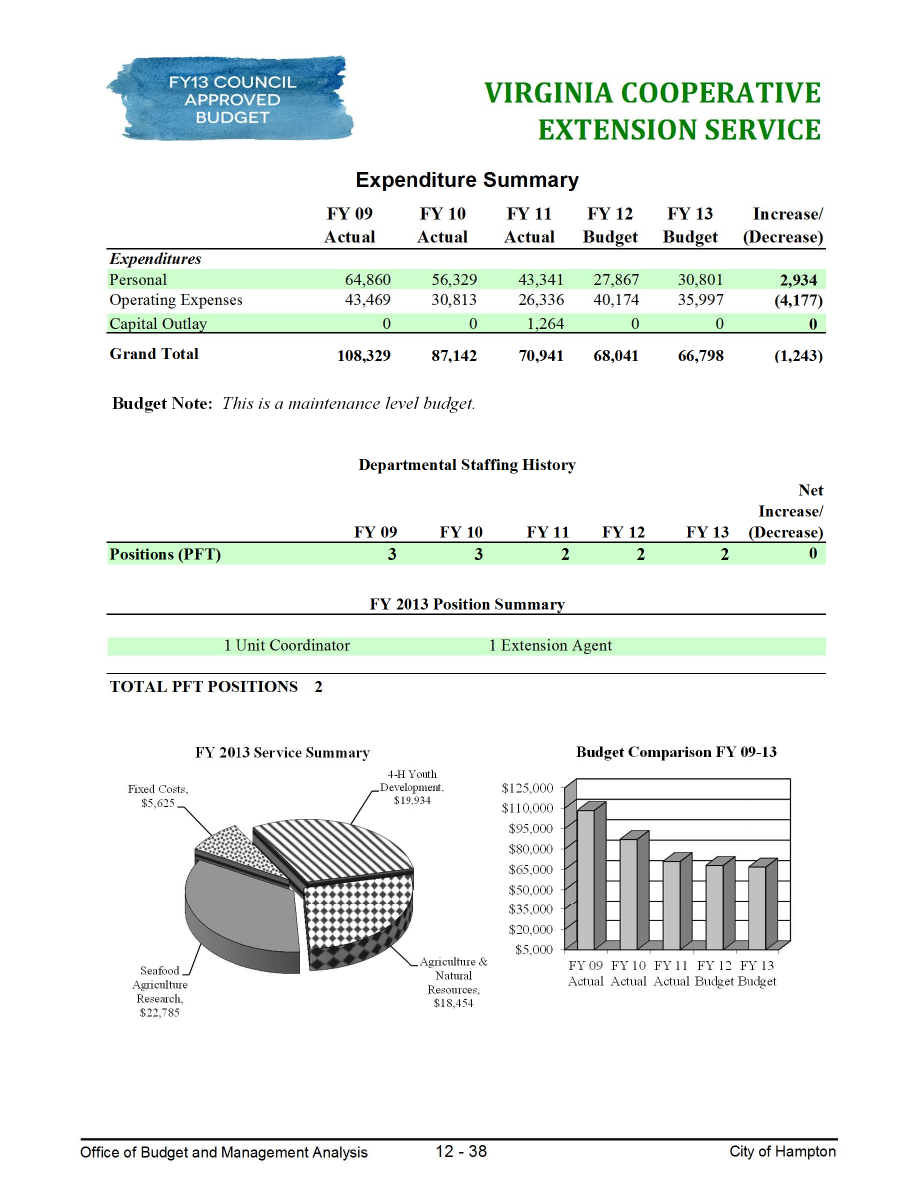 FY13 COUNCIL
APPROVED
BUDGET
VIRGINIA COOPERATIVE
EXTENSION SERVICE
Expenditure Summary
FY 09 FY 10 FY 11 FY 12 FY 13 Increase/
Actual Actual Actual Budget Budget (Decrease)
Expenditures
Personal 64,860 56,329 43,341 27,867 30,801 2,934
Operating Expenses 43,469 30,813 26,336 40,174 35,997 (4,177)
Capital Outlay 0 0 1,264 0 0 0
Grand Total 108,329 87,142 70,941 68,041 66,798 (1,243)
Budget Note: This is a maintenance level budget.
Departmental Staffing History
Net
Increase/
FY 09 FY 10 FY 11 FY 12 FY 13 (Decrease)
Positions (PFT) 3 3 2 2 2 0
FY 2013 Position Summary
1 Unit Coordinator 1 Extension Agent
TOTAL PFT POSITIONS 2
FY 2013 Service Summary
Fixed Costs,
$5,625
4-H Youth
Development,
$19,934
Seafood
Agriculture
Research,
$22,785
Agriculture &
Natural
Resources,
$18,454
Budget Comparison FY 09-13
$125,000
$110,000
$95,000
$80,000
$65,000
$50,000
$35,000
$20,000
$5,000
FY 09 FY 10 FY 11 FY 12 FY 13
Actual Actual Actual Budget Budget
Office of Budget and Management Analysis 12 - 38 City of Hampton